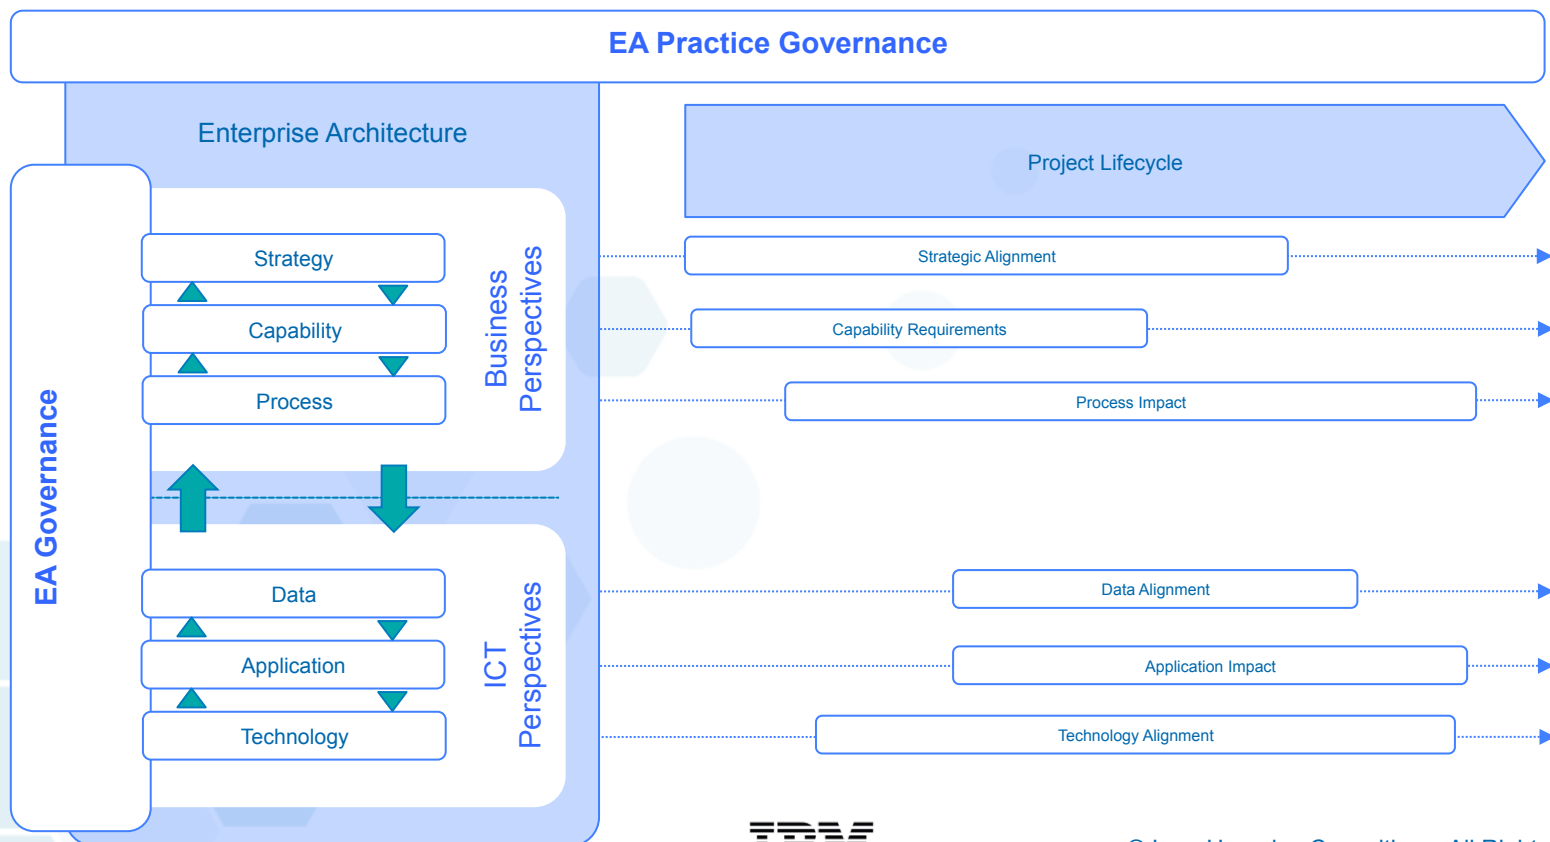 EA Practice Governance
Enterprise Architecture
Project Lifecycle
EA Governance
Strategy
Capability
Process
Business
Perspectives
Strategic Alignment
Capability Requirements
Process Impact
Data
Application
Technology
ICT
Perspectives
Data Alignment
Application Impact
Technology Alignment